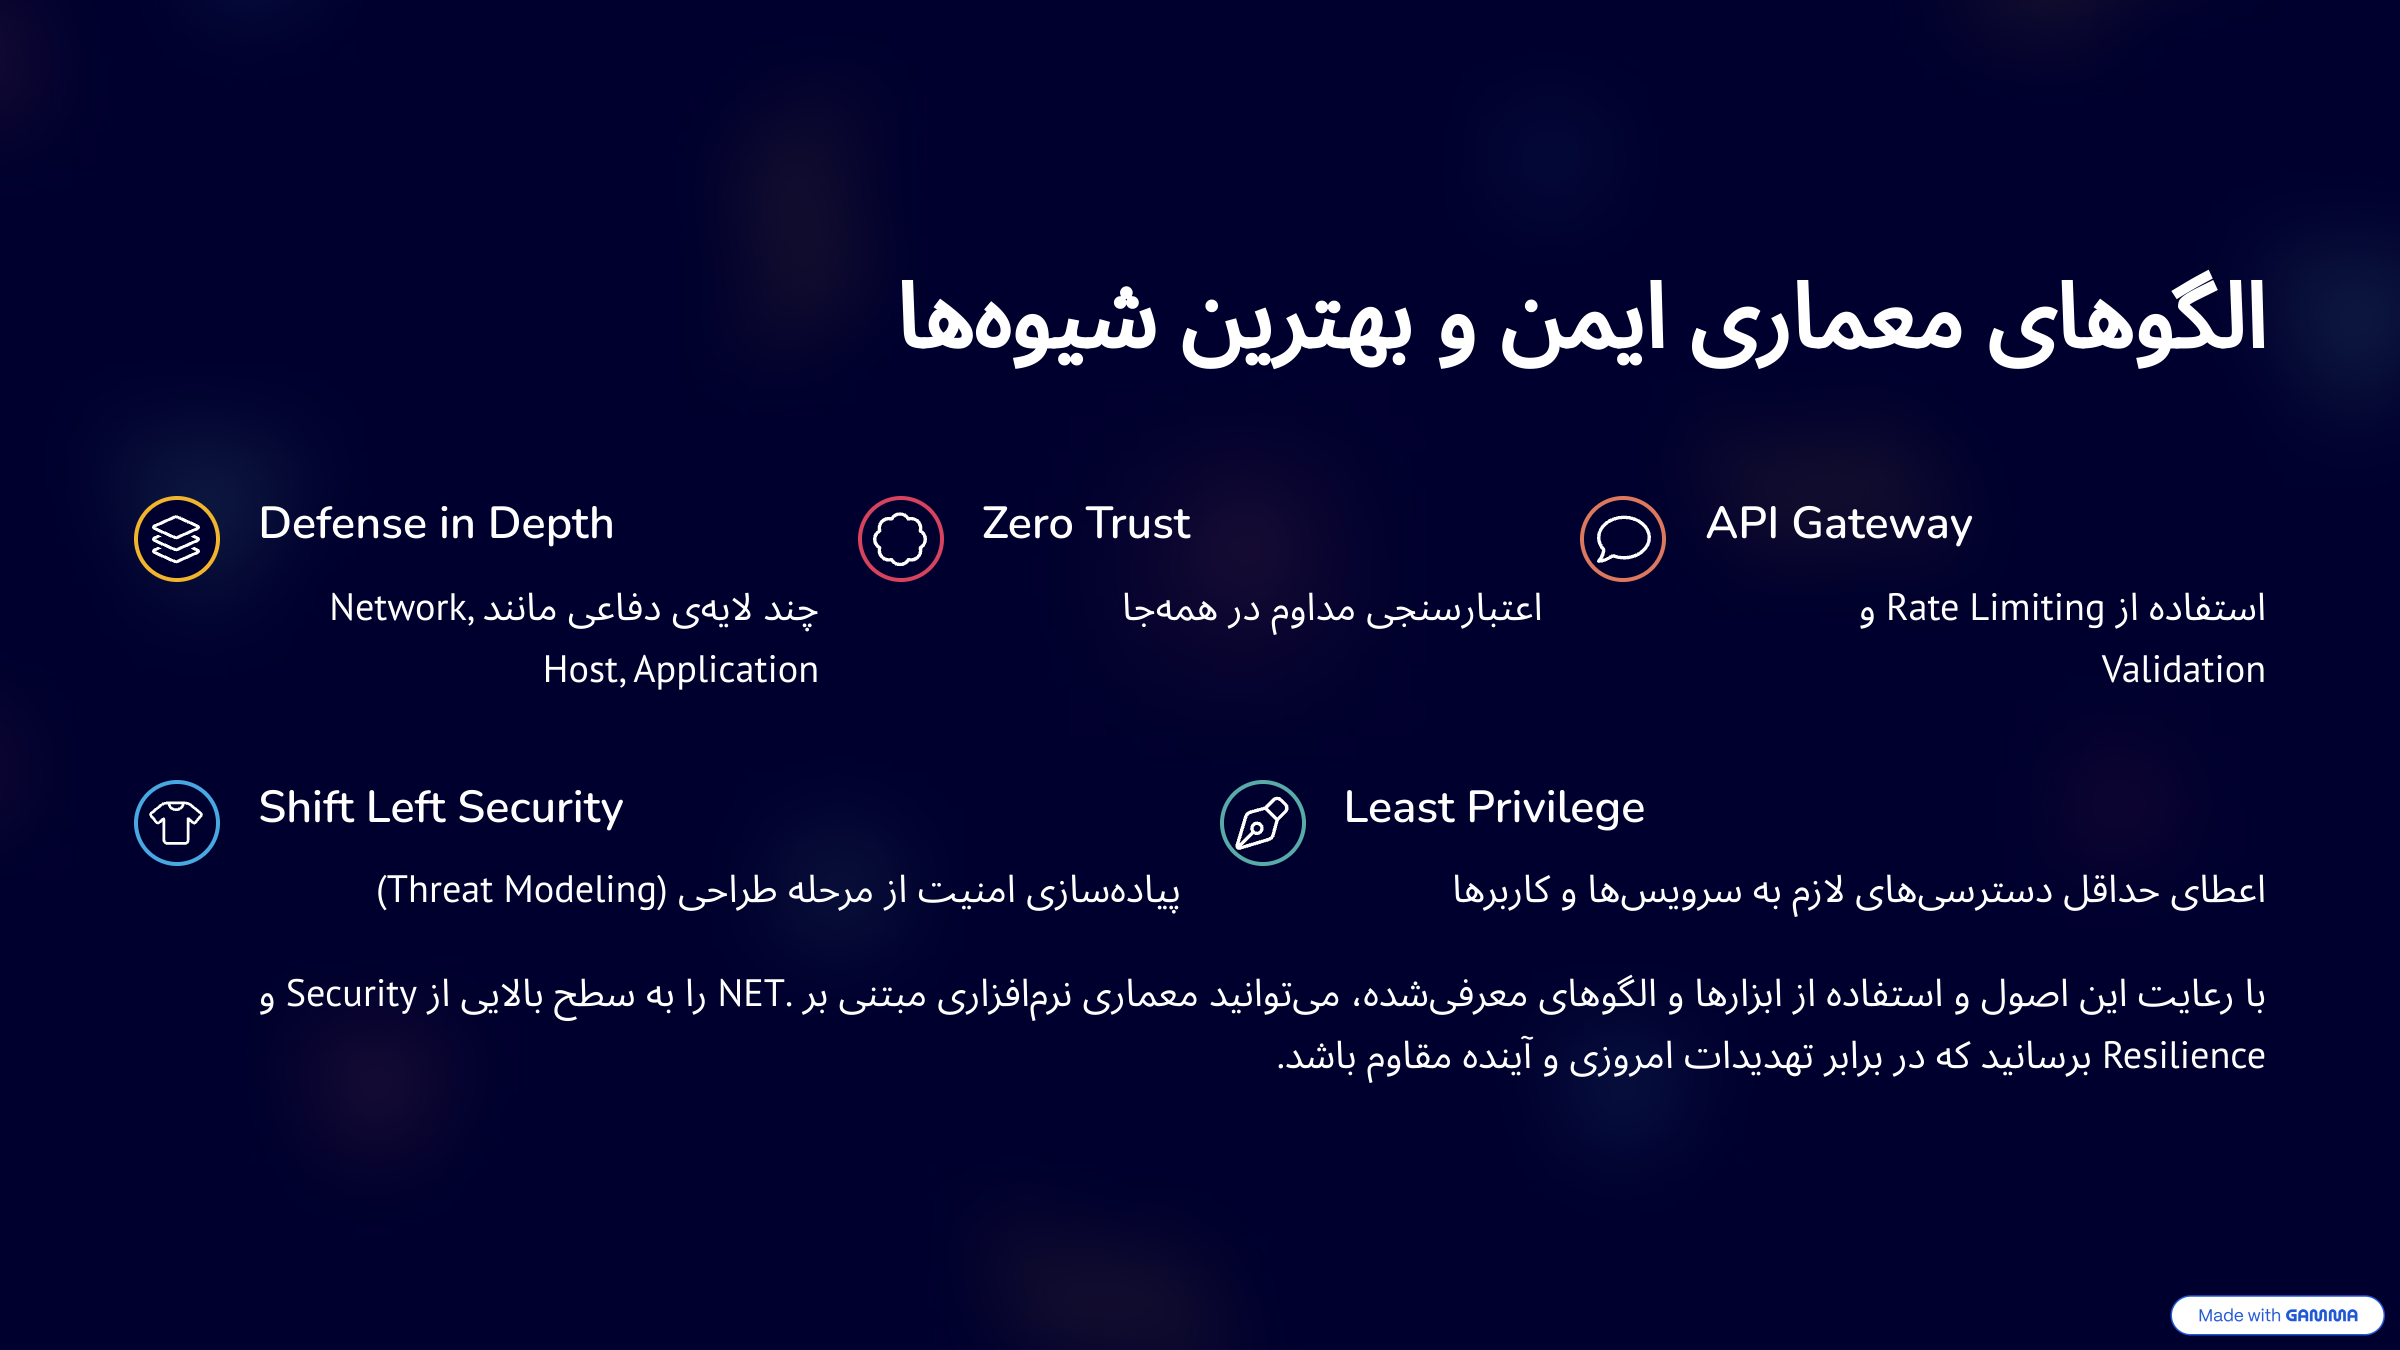 الگوهای معماری ایمن و بهترین شیوه‌ها
Defense in Depth
چند لایه‌ی دفاعی مانند Network,
Host, Application
Zero Trust
اعتبارسنجی مداوم در همه‌جا
API Gateway
استفاده از Rate Limiting و
Validation
Shift Left Security
پیاده‌سازی امنیت از مرحله طراحی (Threat Modeling)
Least Privilege
اعطای حداقل دسترسی‌های لازم به سرویس‌ها و کاربرها
با رعایت این اصول و استفاده از ابزارها و الگوهای معرفی‌شده، می‌توانید معماری نرم‌افزاری مبتنی بر .NET را به سطح بالایی از Security و
Resilience برسانید که در برابر تهدیدات امروزی و آینده مقاوم باشد.
Made with GAMMA